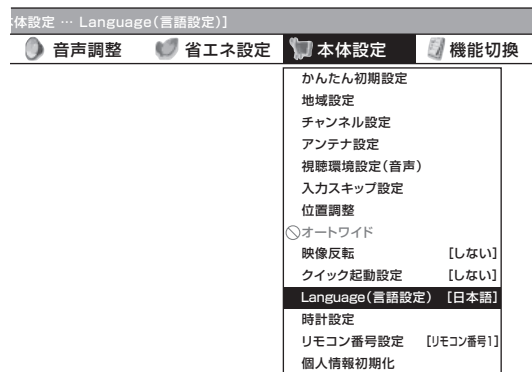 体設定 … Language(言語設定)]
音声調整 省エネ設定 本体設定 機能切換
かんたん初期設定
地域設定
チャンネル設定
アンテナ設定
視聴環境設定(音声)
入力スキップ設定
位置調整
オートワイド
映像反転 [しない]
クイック起動設定 [しない]
Language(言語設定) [日本語]
時計設定
リモコン番号設定 [リモコン番号1]
個人情報初期化